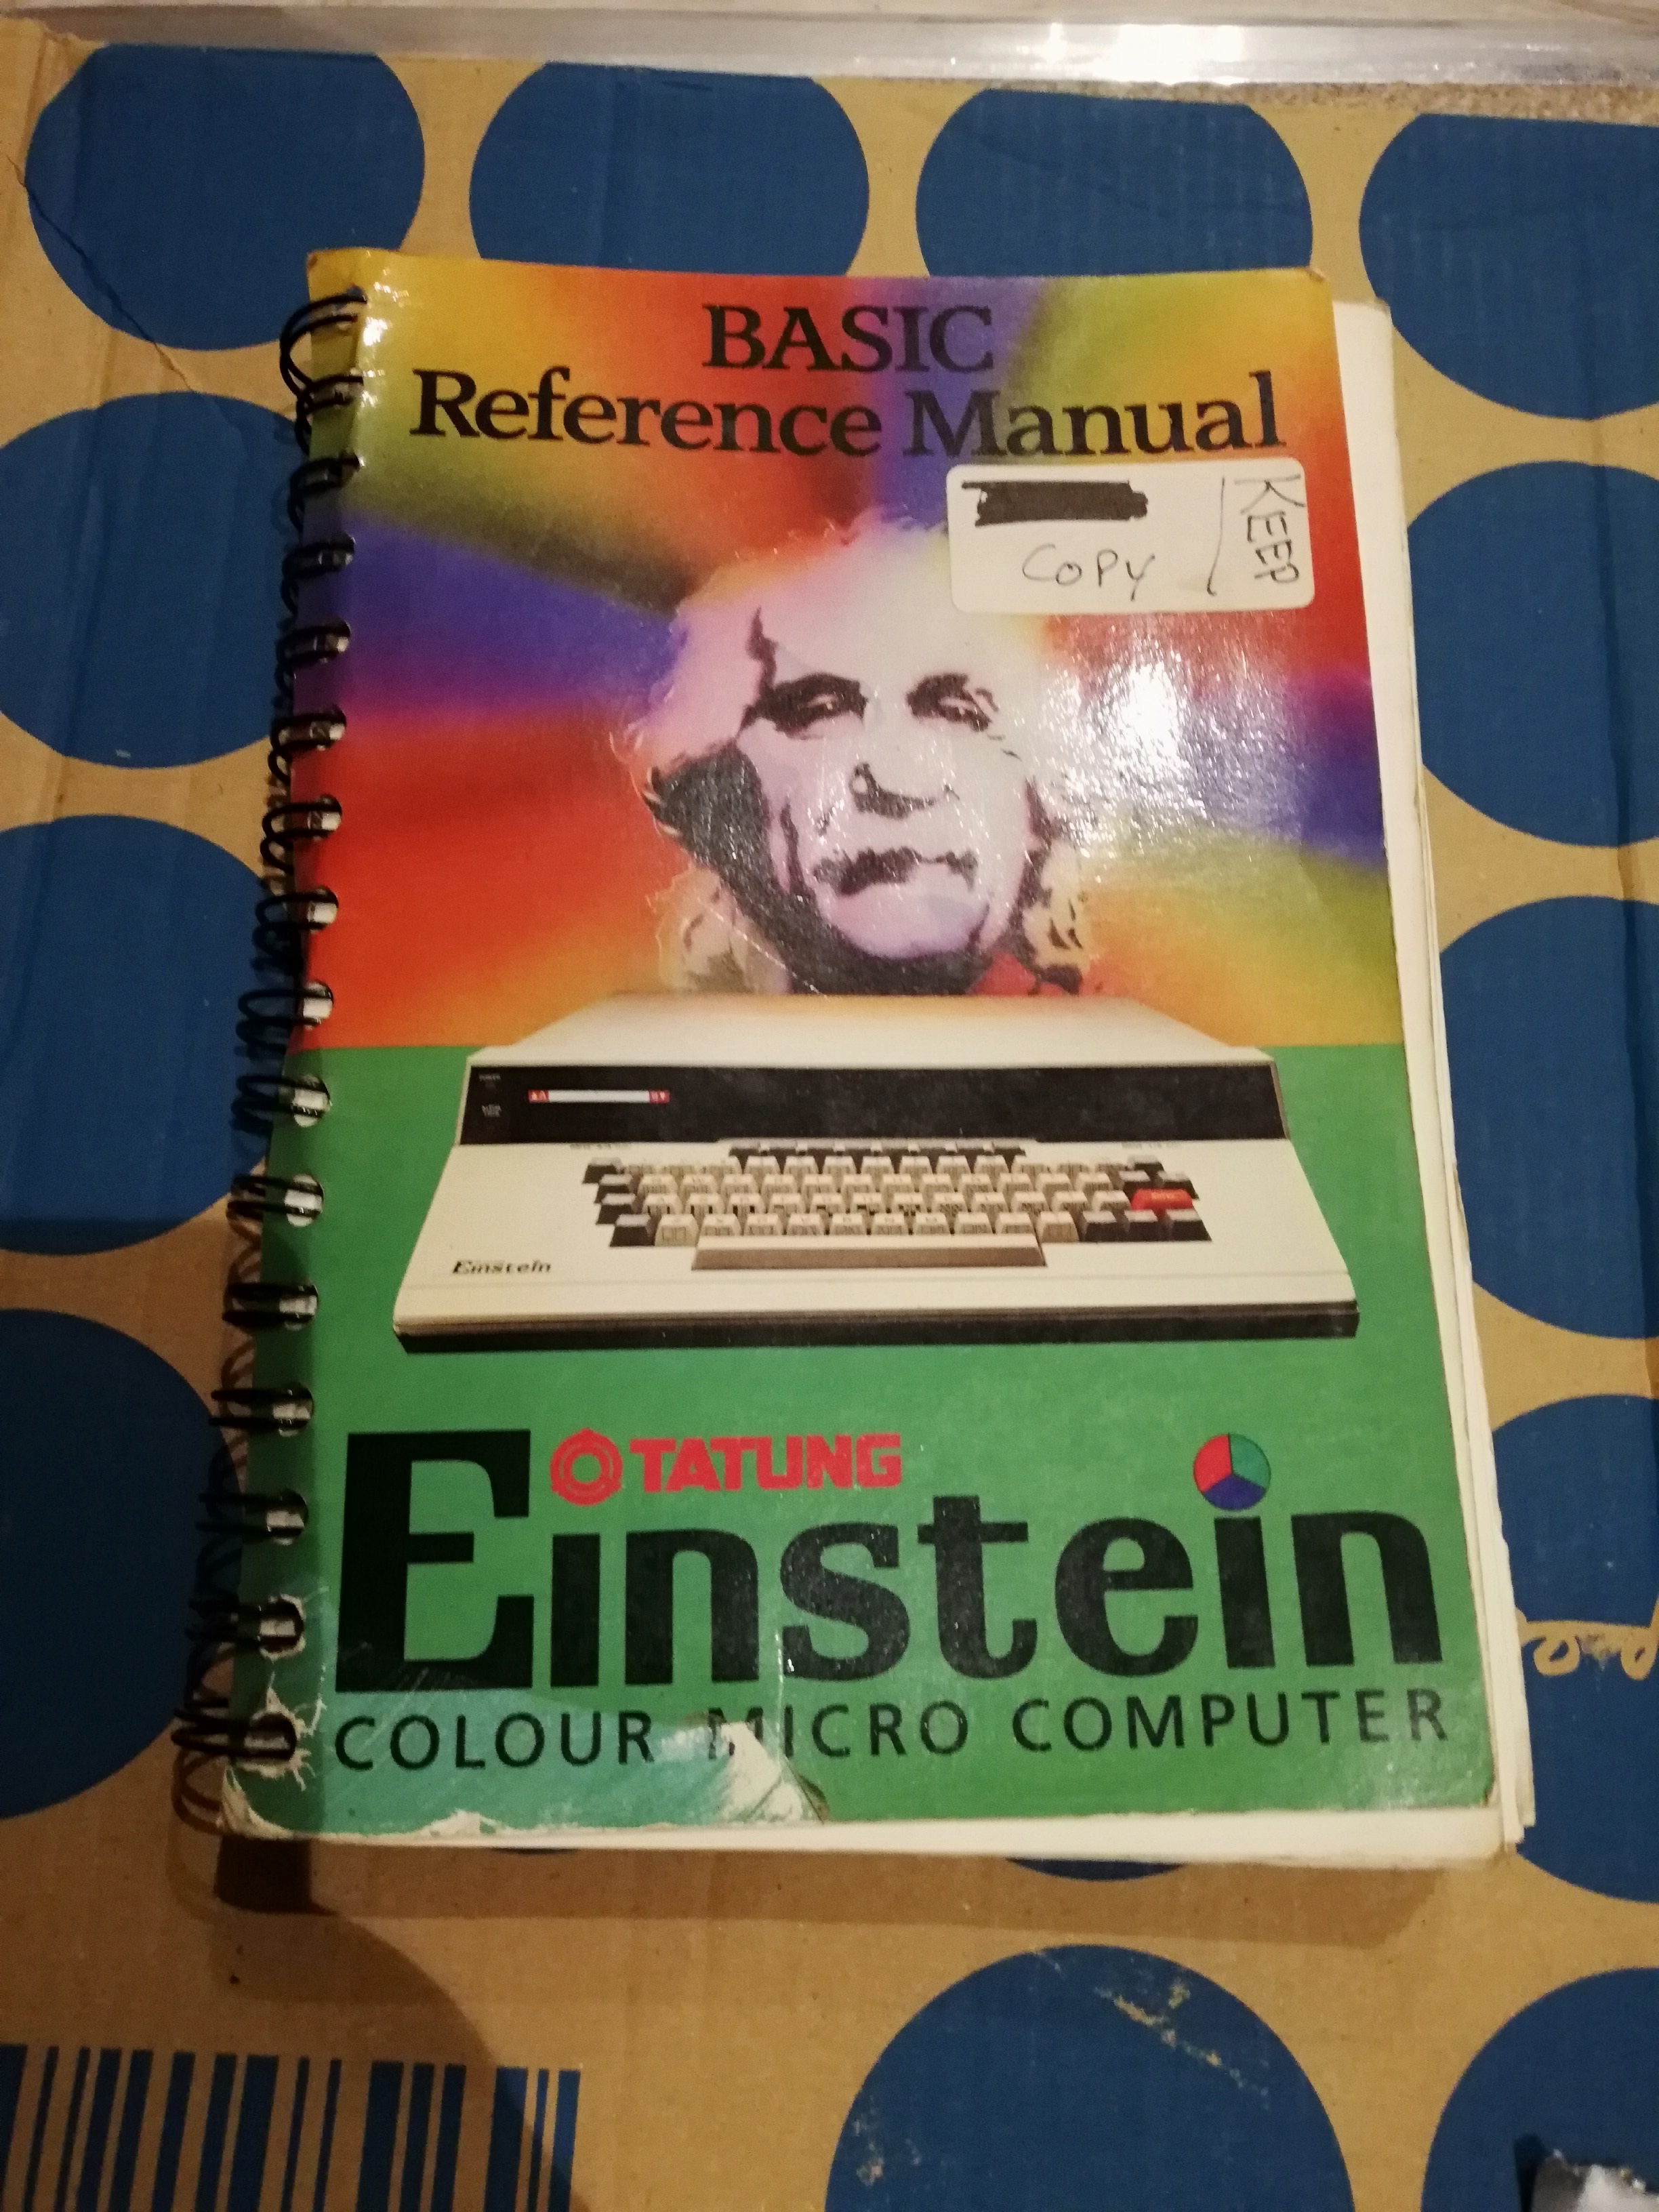 BASIC
Reference Manual
COPY
KEEP
Einstein
TATUNG
Einstein
COLOUR MICRO COMPUTER